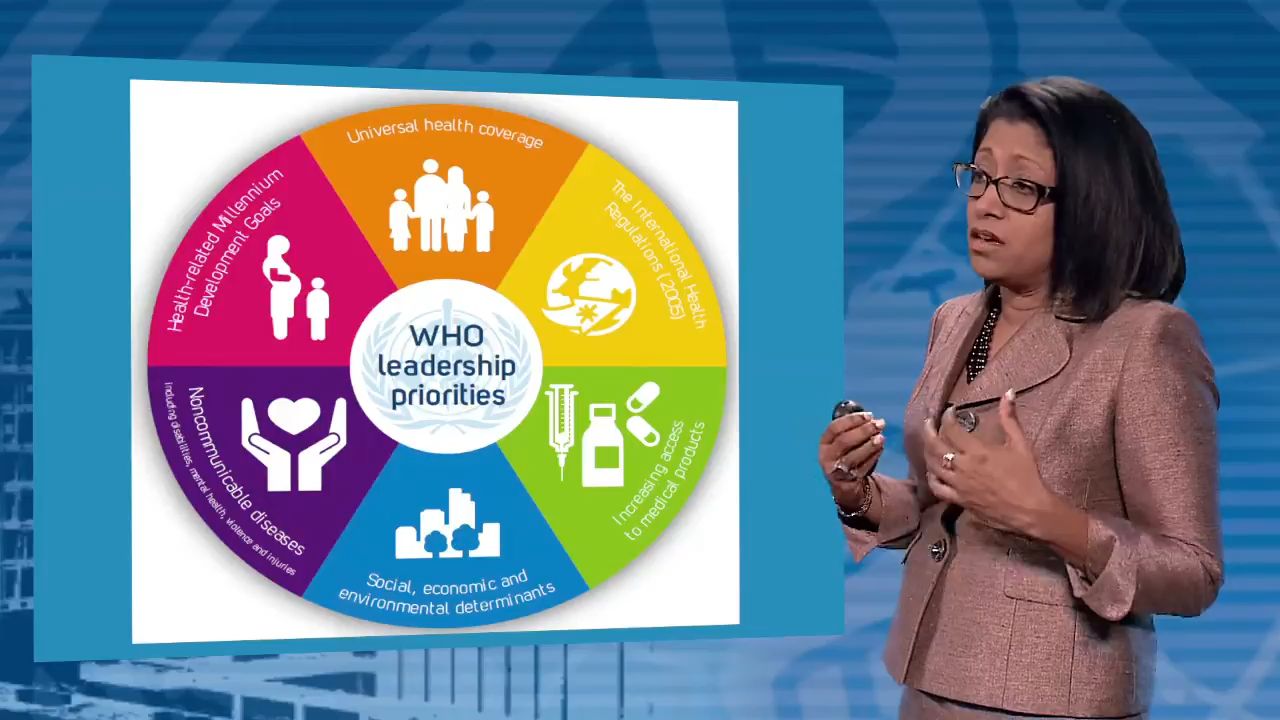 Universal health coverage
The International Health
Regulations (2005)
Increasing access
to medical products
Social, economic and
environmental determinants
Noncommunicable diseases
including disabilities, mental health, violence and injuries
Health-related Millennium
Development Goals
WHO
leadership
priorities